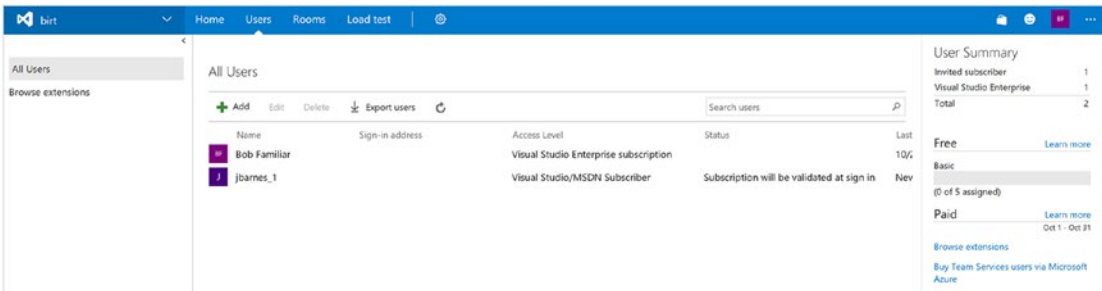 birt
Home Users Rooms Load test
BF
All Users
Browse extensions
All Users
Add Edit Delete Export users
Search users
Name Sign-in address Access Level Status Last
BF Bob Familiar Visual Studio Enterprise subscription 10/2
J jbarnes_1 Visual Studio/MSDN Subscriber Subscription will be validated at sign in Nev
User Summary
Invited subscriber 1
Visual Studio Enterprise 1
Total 2
Free Learn more
Basic
(0 of 5 assigned)
Paid Learn more
Oct 1 - Oct 31
Browse extensions
Buy Team Services users via Microsoft
Azure